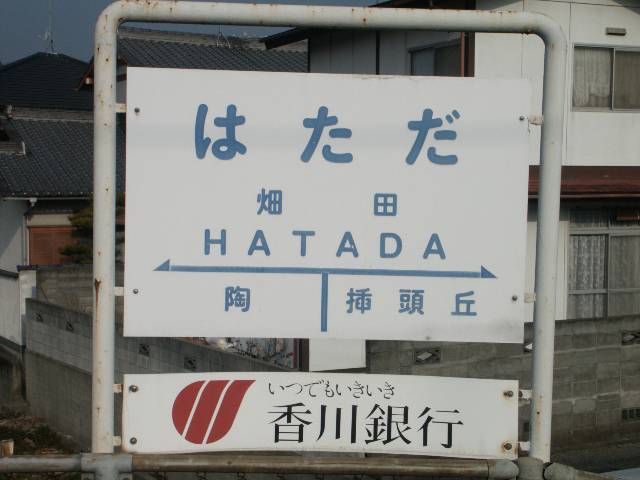 はただ
畑田
HATADA
陶 挿頭丘
いつでもいきいき
香川銀行